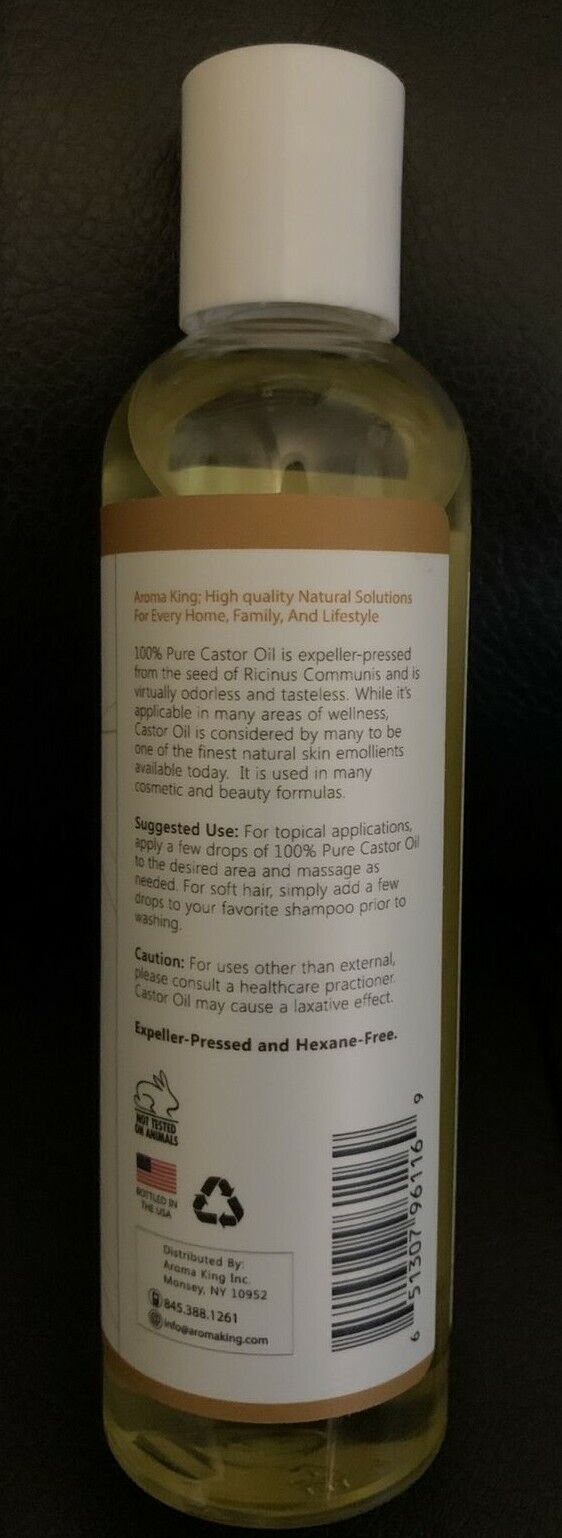 Aroma King; High quality Natural Solutions
For Every Home, Family, And Lifestyle
100% Pure Castor Oil is expeller-pressed
from the seed of Ricinus Communis and is
virtually odorless and tasteless. While it's
applicable in many areas of wellness,
Castor Oil is considered by many to be
one of the finest natural skin emollients
available today. It is used in many
cosmetic and beauty formulas.
Suggested Use: For topical applications,
apply a few drops of 100% Pure Castor Oil
to the desired area and massage as
needed. For soft hair, simply add a few
drops to your favorite shampoo prior to
washing.
Caution: For uses other than external,
please consult a healthcare practioner.
Castor Oil may cause a laxative effect.
Expeller-Pressed and Hexane-Free.
NOT TESTED
ON ANIMALS
BOTTLED IN
THE USA
Distributed By:
Aroma King Inc.
Monsey, NY 10952
845.388.1261
info@aromaking.com
6 51307 96116 9